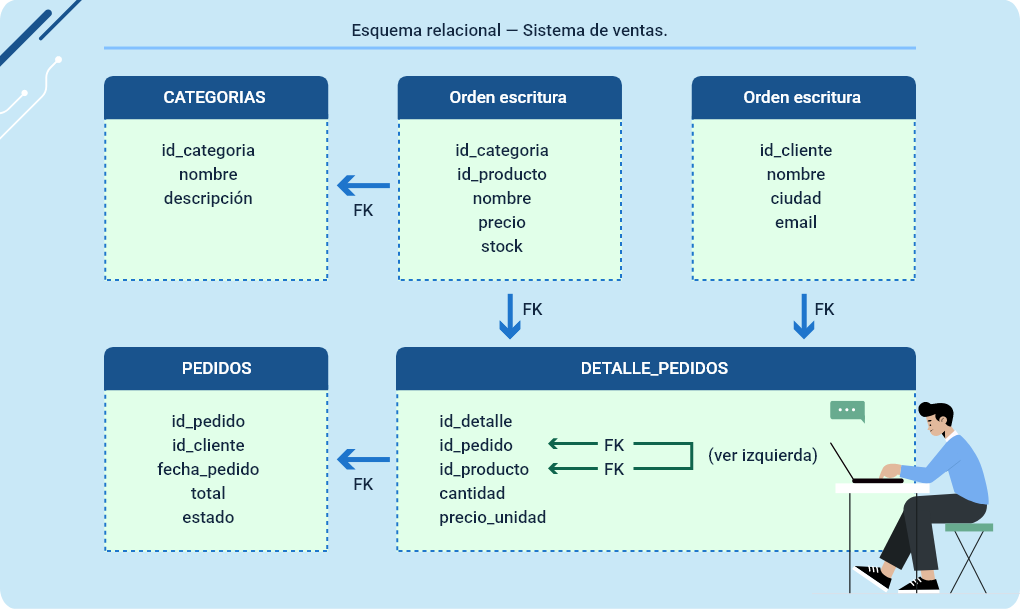 Esquema relacional — Sistema de ventas.
CATEGORIAS
id_categoria
nombre
descripción
FK
Orden escritura
id_categoria
id_producto
nombre
precio
stock
FK
Orden escritura
id_cliente
nombre
ciudad
email
FK
PEDIDOS
id_pedido
id_cliente
fecha_pedido
total
estado
FK
DETALLE_PEDIDOS
id_detalle
id_pedido FK
id_producto FK
(ver izquierda)
cantidad
precio_unidad